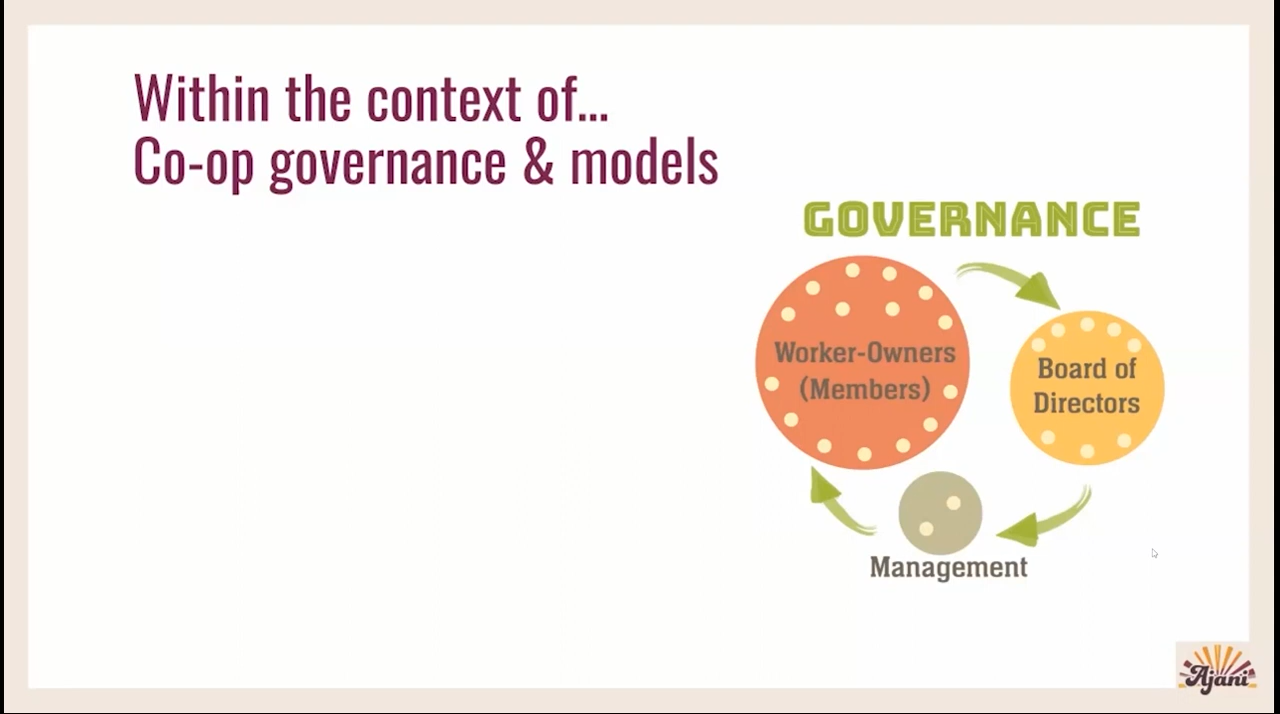 Within the context of...
Co-op governance & models
GOVERNANCE
Worker-Owners
(Members)
Board of
Directors
Management
Ajani